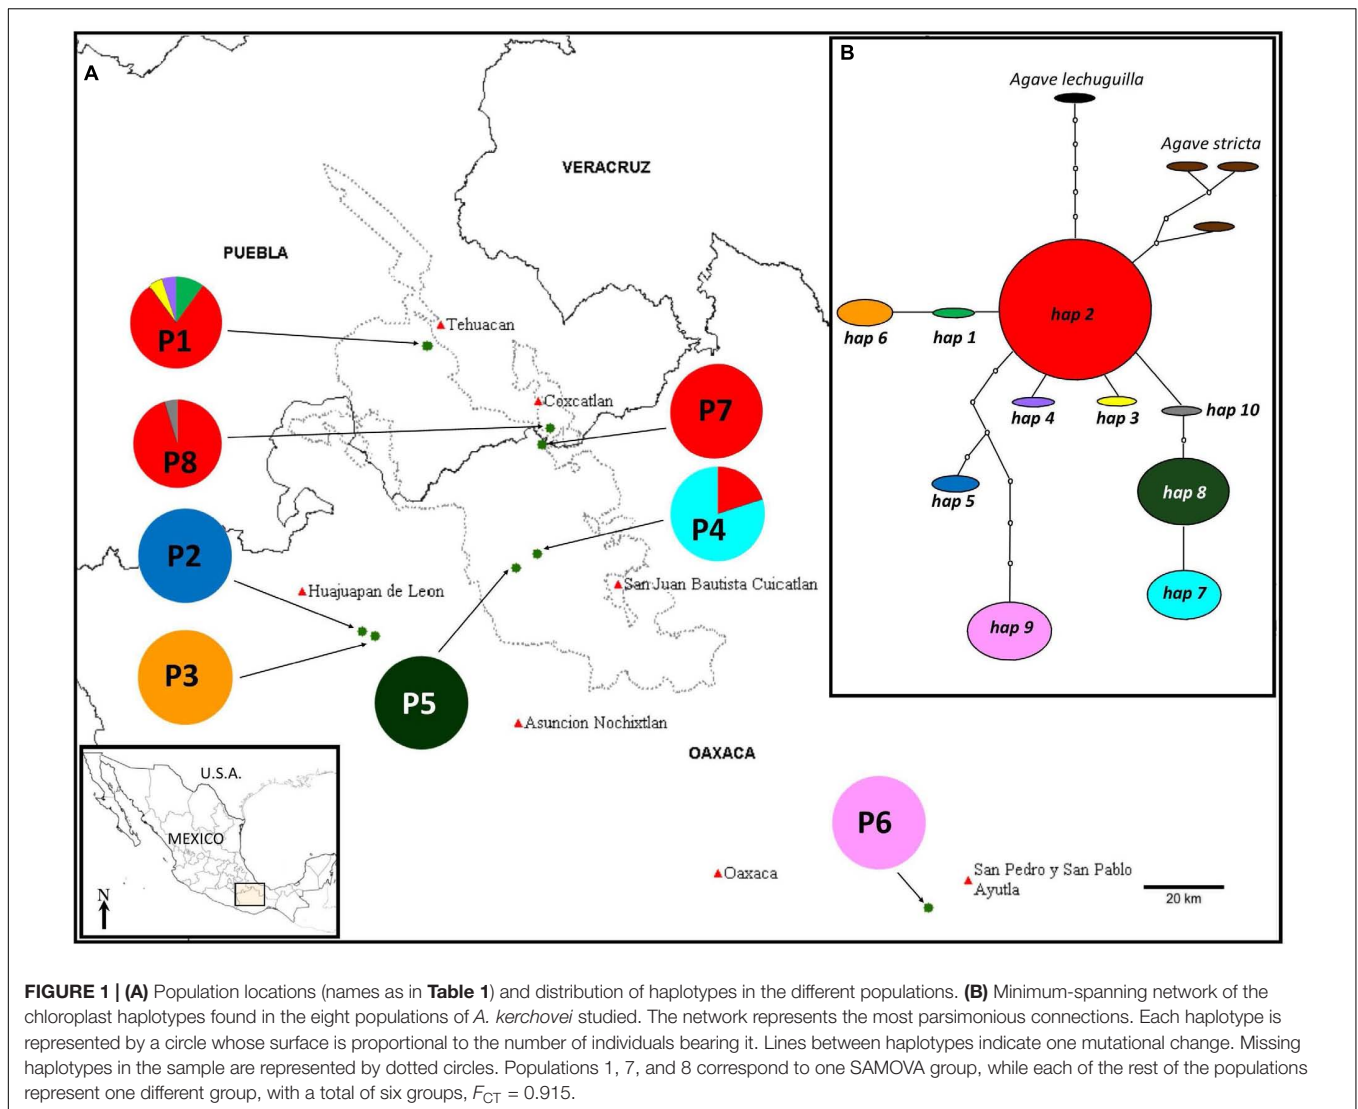 A
VERACRUZ
PUEBLA
P1
Tehuacan
P8
Coxcatlan
P7
P4
P2
Huajuapan de Leon
San Juan Bautista Cuicatlan
P3
P5
Asuncion Nochixtlan
OAXACA
P6
Oaxaca
San Pedro y San Pablo
Ayutla
20 km
U.S.A.
MEXICO
N
B
Agave lechuguilla
Agave stricta
hap 2
hap 6
hap 1
hap 4
hap 3
hap 10
hap 5
hap 8
hap 7
hap 9
FIGURE 1 | (A) Population locations (names as in Table 1) and distribution of haplotypes in the different populations. (B) Minimum-spanning network of the
chloroplast haplotypes found in the eight populations of A. kerchovei studied. The network represents the most parsimonious connections. Each haplotype is
represented by a circle whose surface is proportional to the number of individuals bearing it. Lines between haplotypes indicate one mutational change. Missing
haplotypes in the sample are represented by dotted circles. Populations 1, 7, and 8 correspond to one SAMOVA group, while each of the rest of the populations
represent one different group, with a total of six groups, FCT = 0.915.